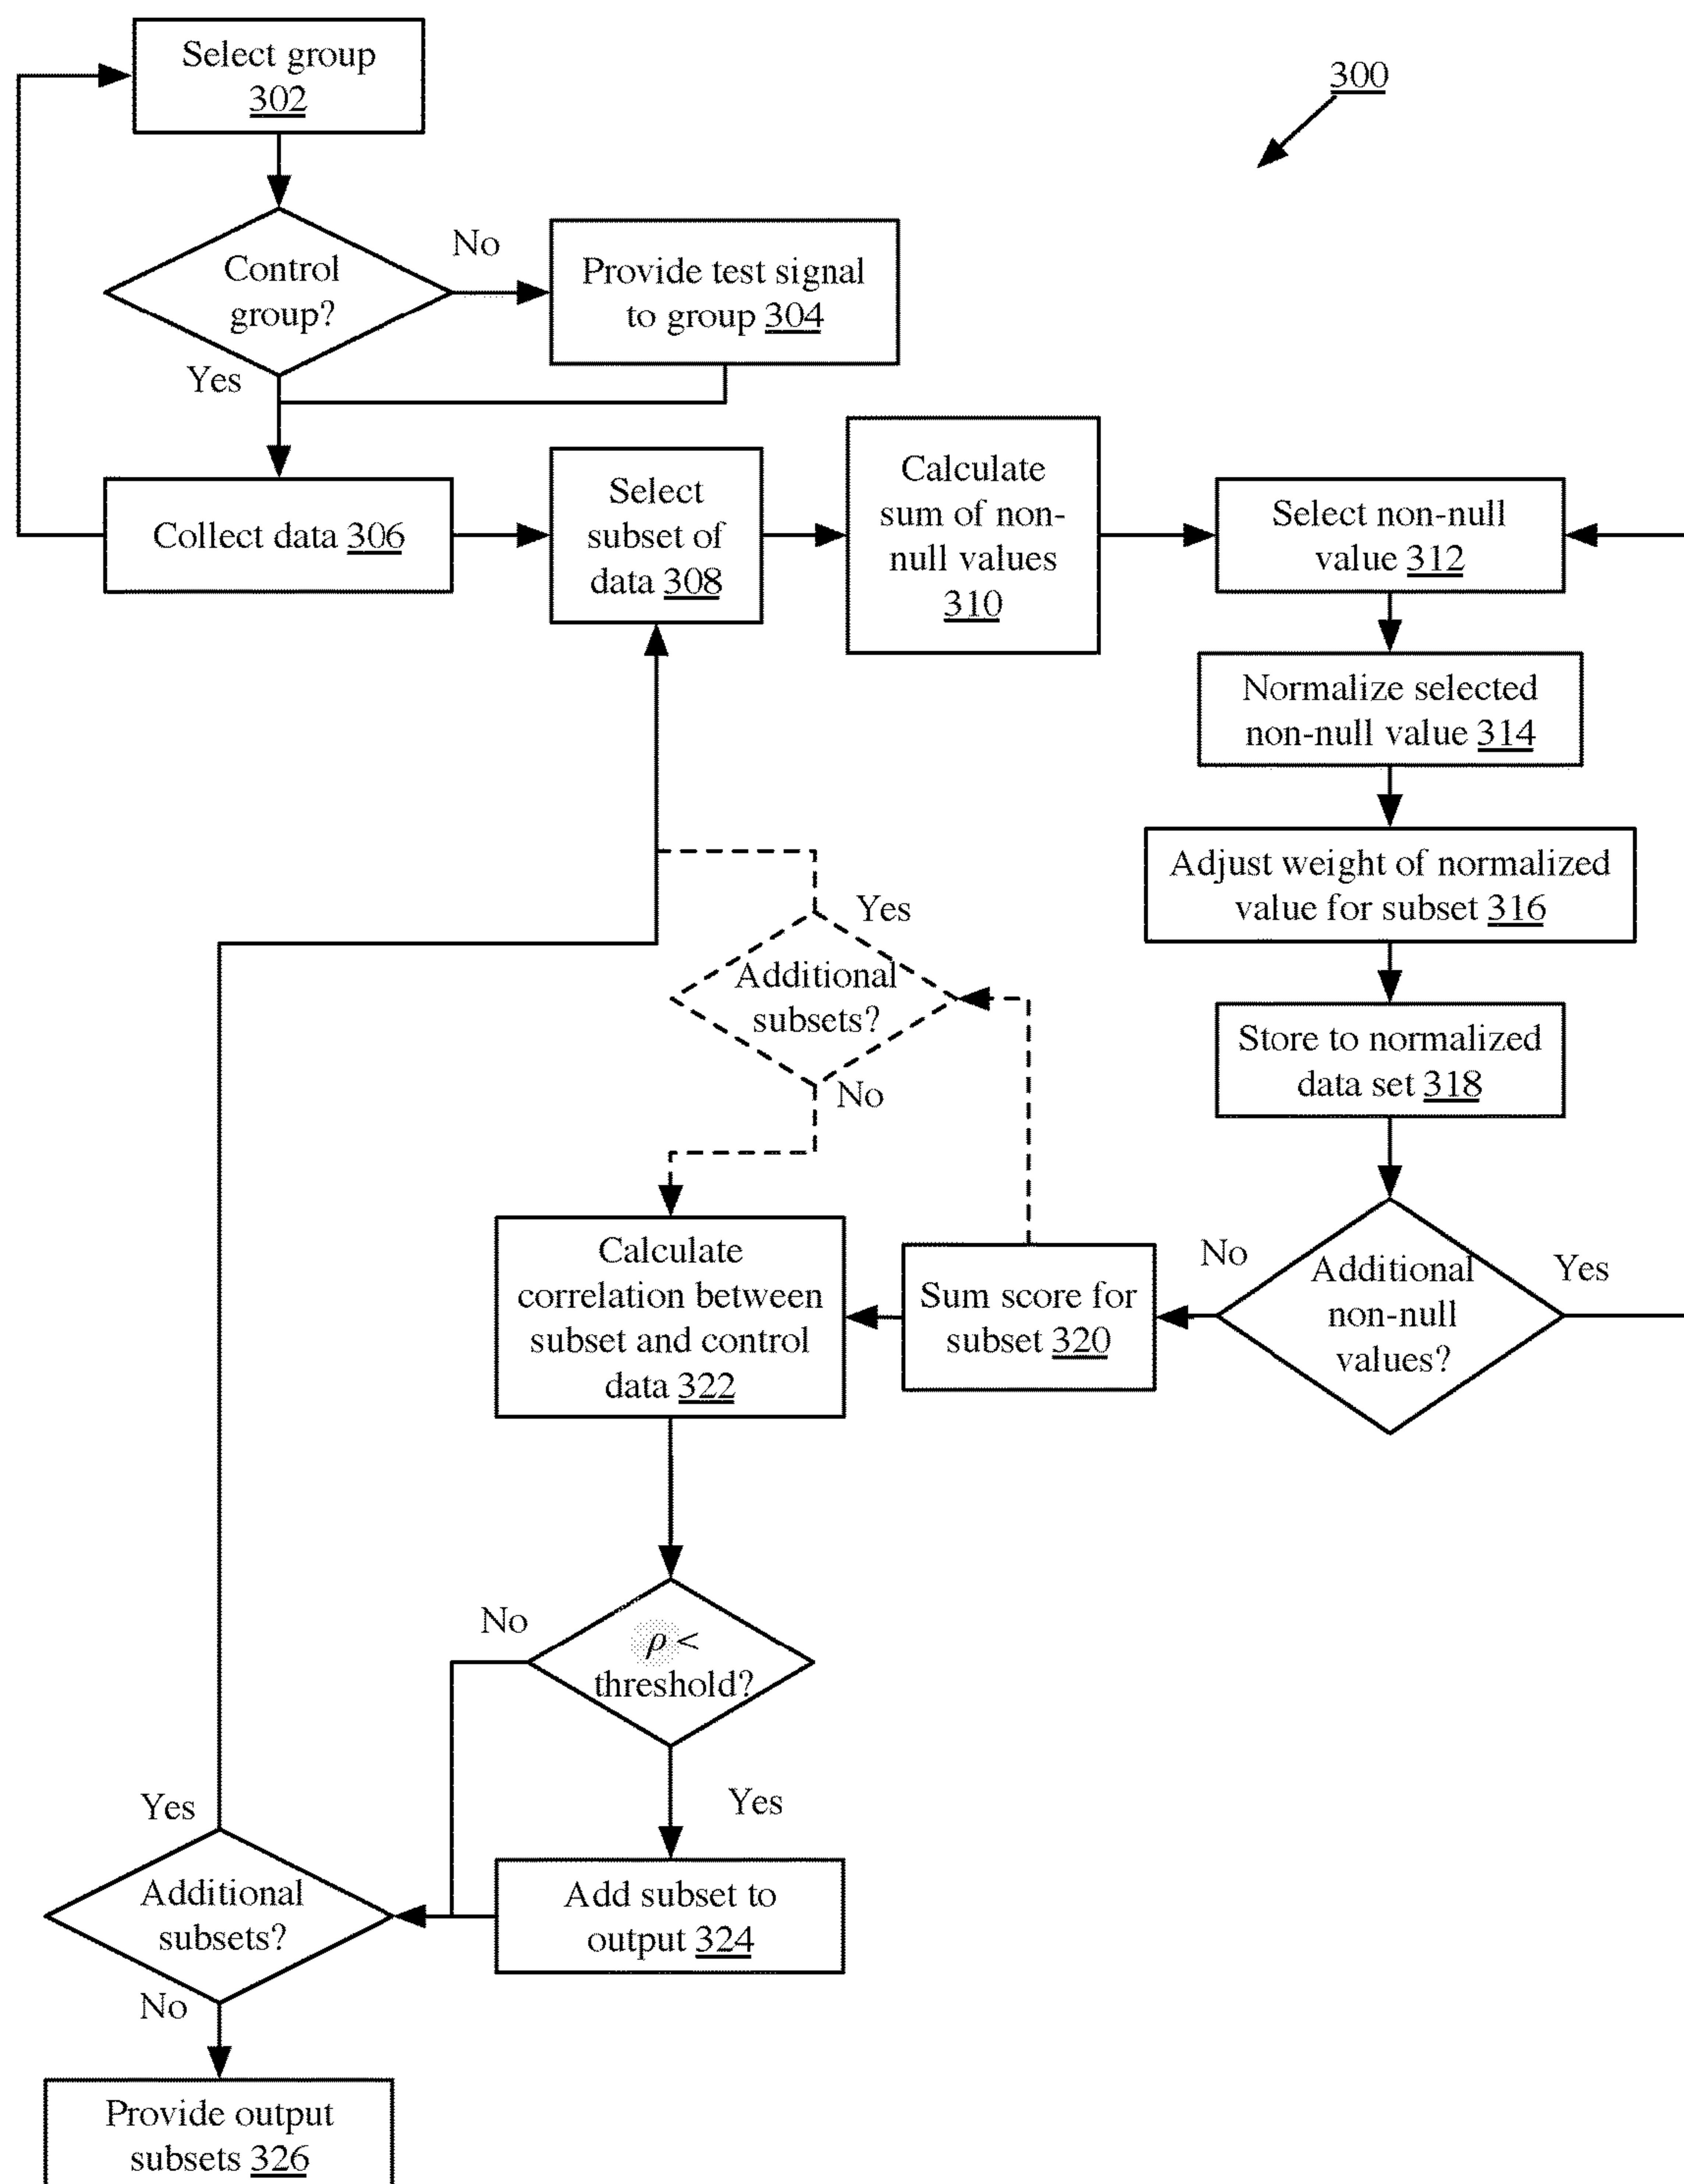 Select group
302
300
Control
group?
No
Yes
Provide test signal
to group 304
Collect data 306
Select
subset of
data 308
Calculate
sum of non-
null values
310
Select non-null
value 312
Normalize selected
non-null value 314
Adjust weight of normalized
value for subset 316
Store to normalized
data set 318
Additional
non-null
values?
No
Yes
Sum score for
subset 320
Additional
subsets?
Yes
No
Calculate
correlation between
subset and control
data 322
ρ <
threshold?
No
Yes
Add subset to
output 324
Additional
subsets?
Yes
No
Provide output
subsets 326